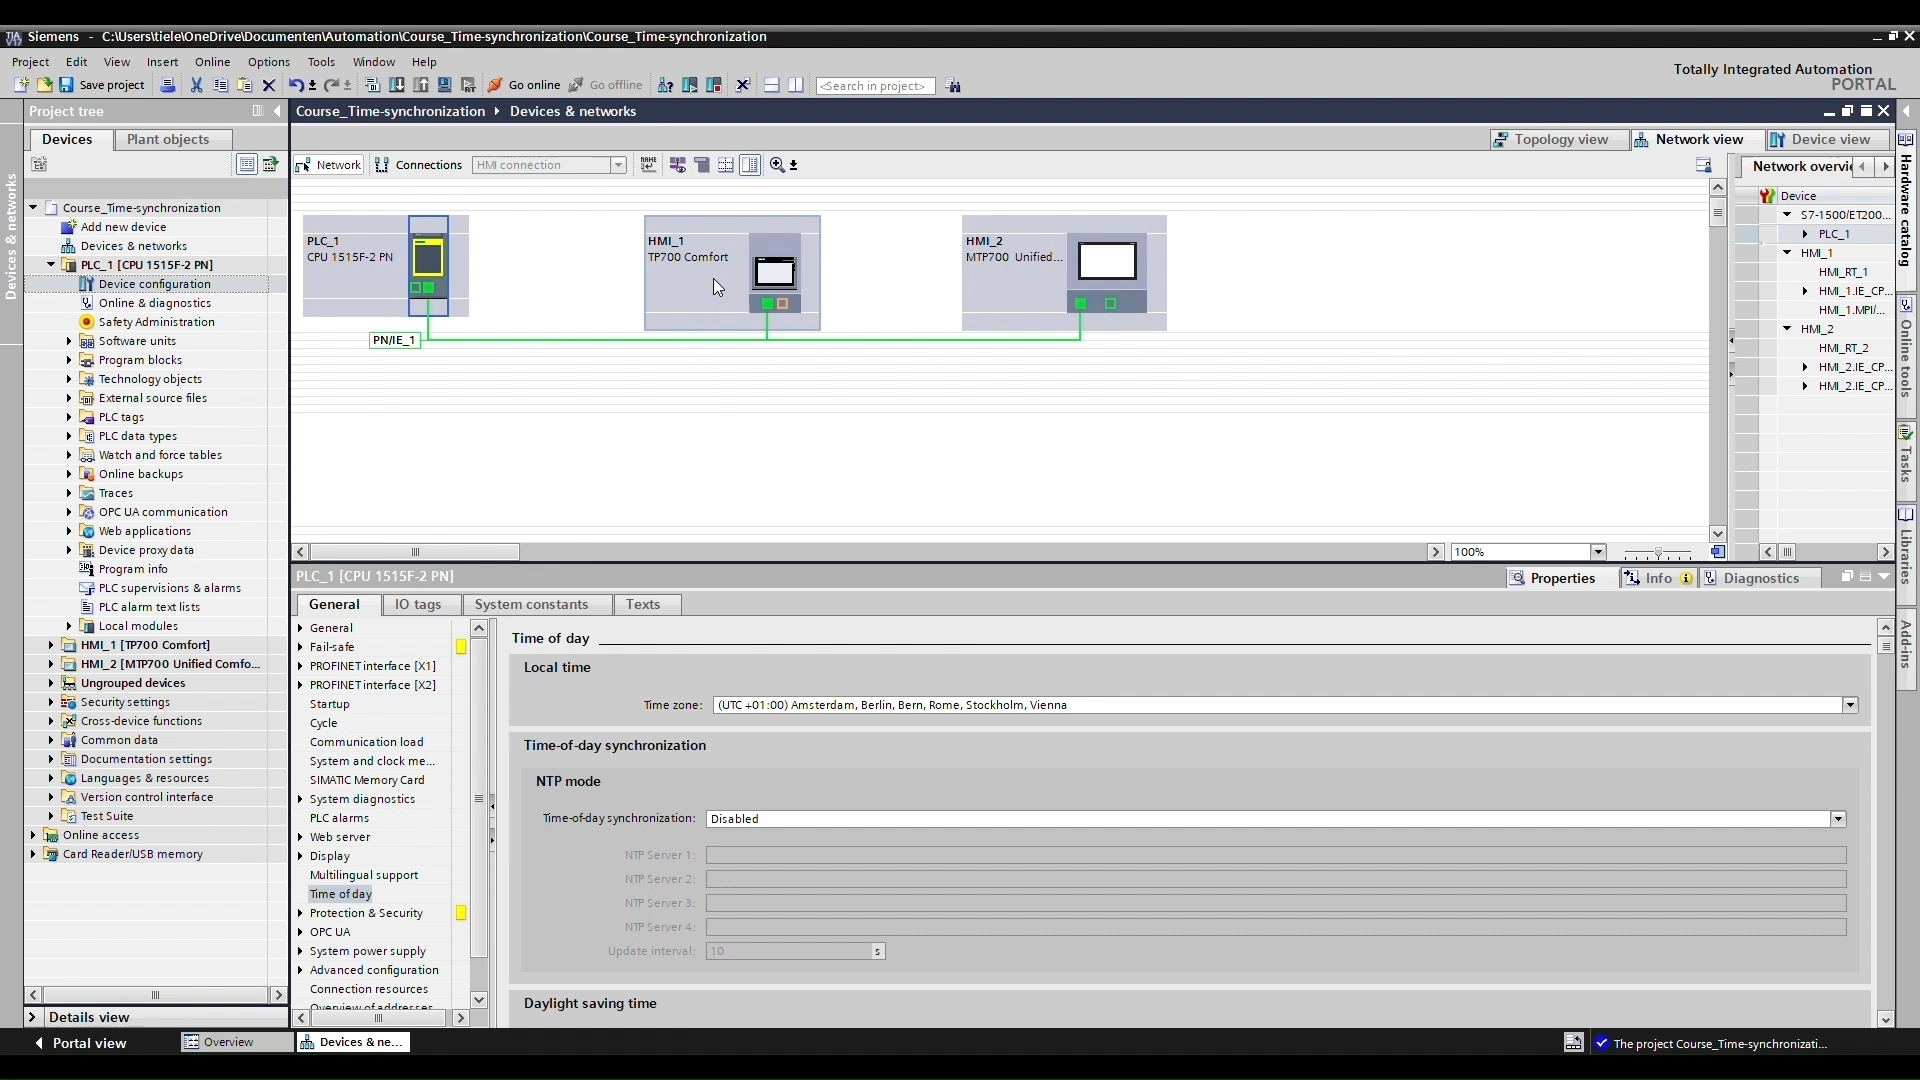 Siemens - C:\Users\tiele\OneDrive\Documenten\Automation\Course_Time-synchronization\Course_Time-synchronization
Project Edit View Insert Online Options Tools Window Help
Totally Integrated Automation
PORTAL
Save project
Go online
Go offline
<Search in project>
Project tree
Course_Time-synchronization
Devices & networks
Devices
Plant objects
Topology view
Network view
Device view
Network
Connections
HMI connection
Network overvie
Devices & networks
Course_Time-synchronization
Add new device
Devices & networks
PLC_1 [CPU 1515F-2 PN]
Device configuration
Online & diagnostics
Safety Administration
Software units
Program blocks
Technology objects
External source files
PLC tags
PLC data types
Watch and force tables
Online backups
Traces
OPC UA communication
Web applications
Device proxy data
Program info
PLC supervisions & alarms
PLC alarm text lists
Local modules
HMI_1 [TP700 Comfort]
HMI_2 [MTP700 Unified Comfo...
Ungrouped devices
Security settings
Cross-device functions
Common data
Documentation settings
Languages & resources
Version control interface
Test Suite
Online access
Card Reader/USB memory
Details view
PLC_1
CPU 1515F-2 PN
HMI_1
TP700 Comfort
HMI_2
MTP700 Unified...
PN/IE_1
100%
Device
S7-1500/ET200...
PLC_1
HMI_1
HMI_RT_1
HMI_1.IE_CP...
HMI_1.MPI/...
HMI_2
HMI_RT_2
HMI_2.IE_CP...
HMI_2.IE_CP...
Hardware catalog
Online tools
Tasks
Libraries
Add-ins
PLC_1 [CPU 1515F-2 PN]
Properties
Info
Diagnostics
General
IO tags
System constants
Texts
General
Fail-safe
PROFINET interface [X1]
PROFINET interface [X2]
Startup
Cycle
Communication load
System and clock me...
SIMATIC Memory Card
System diagnostics
PLC alarms
Web server
Display
Multilingual support
Time of day
Protection & Security
OPC UA
System power supply
Advanced configuration
Connection resources
Overview of addresses
Time of day
Local time
Time zone: (UTC +01:00) Amsterdam, Berlin, Bern, Rome, Stockholm, Vienna
Time-of-day synchronization
NTP mode
Time-of-day synchronization: Disabled
NTP Server 1:
NTP Server 2:
NTP Server 3:
NTP Server 4:
Update interval: 10 s
Daylight saving time
Portal view
Overview
Devices & ne...
The project Course_Time-synchronizati...